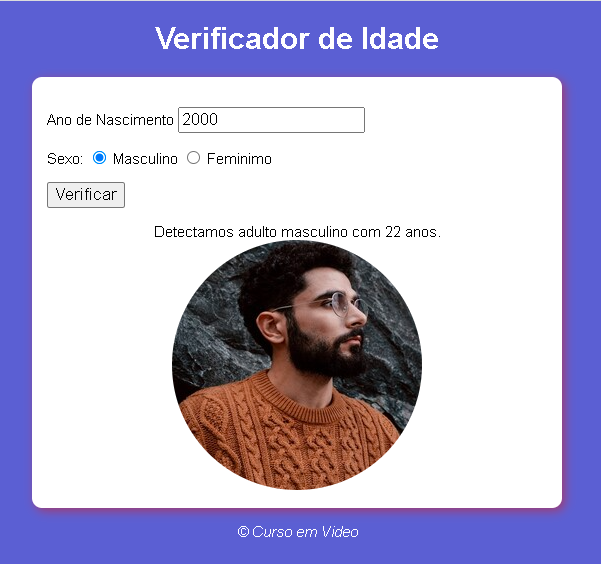 Verificador de Idade
Ano de Nascimento 2000
Sexo: Masculino Feminimo
Verificar
Detectamos adulto masculino com 22 anos.
© Curso em Video